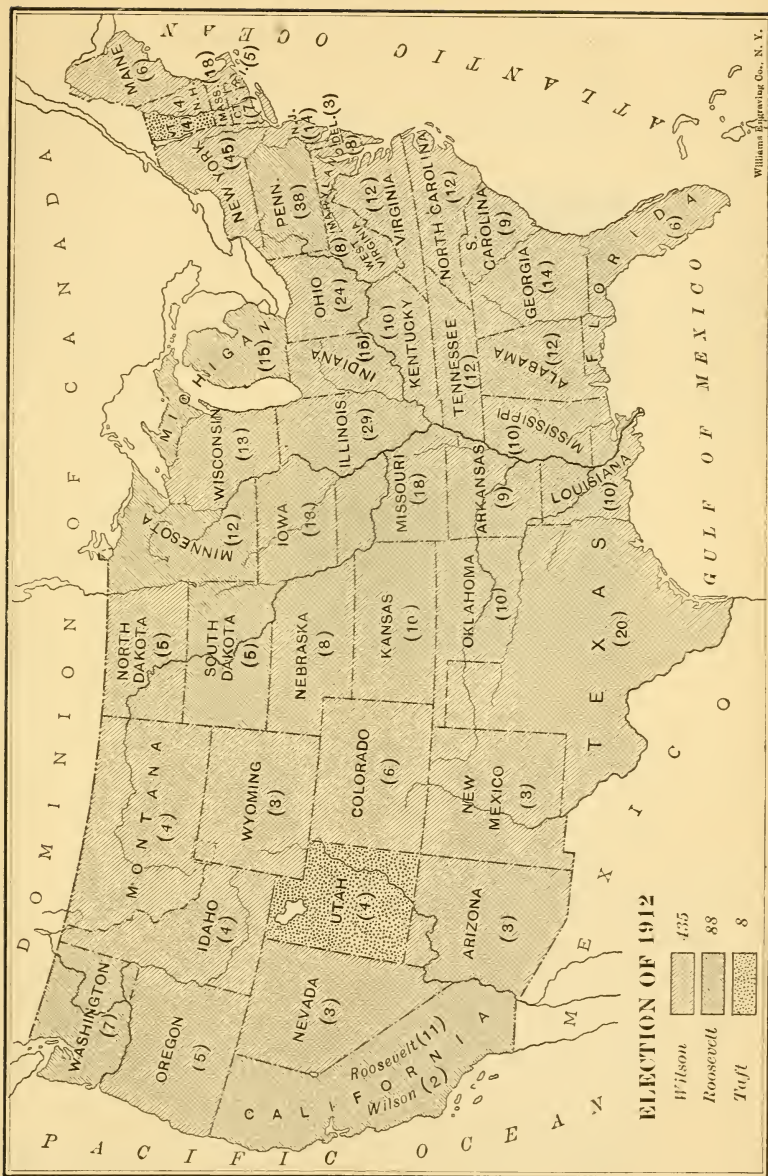 DOMINION OF CANADA
PACIFIC OCEAN
ATLANTIC OCEAN
GULF OF MEXICO
MEXICO
WASHINGTON
(7)
OREGON
(5)
CALIFORNIA
Roosevelt (11)
Wilson (2)
NEVADA
(3)
IDAHO
(4)
MONTANA
(4)
WYOMING
(3)
UTAH
(4)
COLORADO
(6)
ARIZONA
(3)
NEW
MEXICO
(3)
NORTH
DAKOTA
(5)
SOUTH
DAKOTA
(5)
NEBRASKA
(8)
KANSAS
(10)
OKLAHOMA
(10)
TEXAS
(20)
MINNESOTA
(12)
IOWA
(13)
MISSOURI
(18)
ARKANSAS
(9)
LOUISIANA
(10)
WISCONSIN
(13)
ILLINOIS
(29)
MICHIGAN
(15)
INDIANA
(15)
OHIO
(24)
KENTUCKY
(10)
TENNESSEE
(12)
MISSISSIPPI
(10)
ALABAMA
(12)
GEORGIA
(14)
FLORIDA
(6)
S.
CAROLINA
(9)
NORTH CAROLINA
(12)
VIRGINIA
(12)
WEST
VIRGINIA
(8)
MARYLAND
(8)
DEL. (3)
N.J.
(14)
PENN.
(38)
NEW YORK
(45)
VT.
(4)
N.H.
4
MASS.
(18)
CT.
(7)
R.I. (5)
MAINE
(6)
ELECTION OF 1912
Wilson 435
Roosevelt 88
Taft 8
Williams Engraving Co., N. Y.